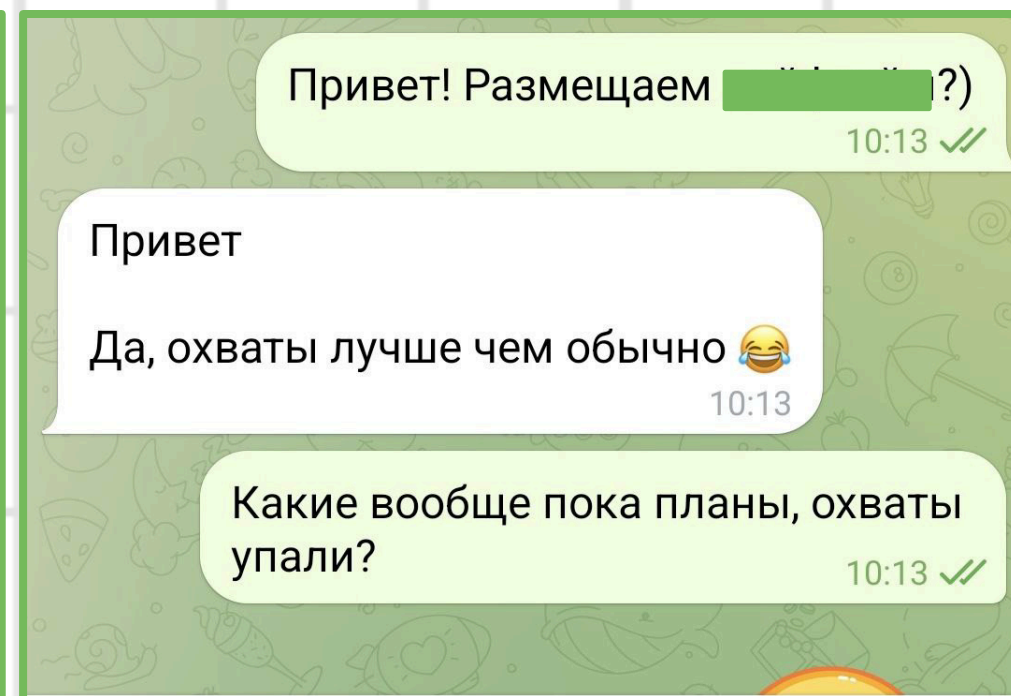 Привет! Размещаем ?)
10:13
Привет
Да, охваты лучше чем обычно 😂
10:13
Какие вообще пока планы, охваты
упали?
10:13